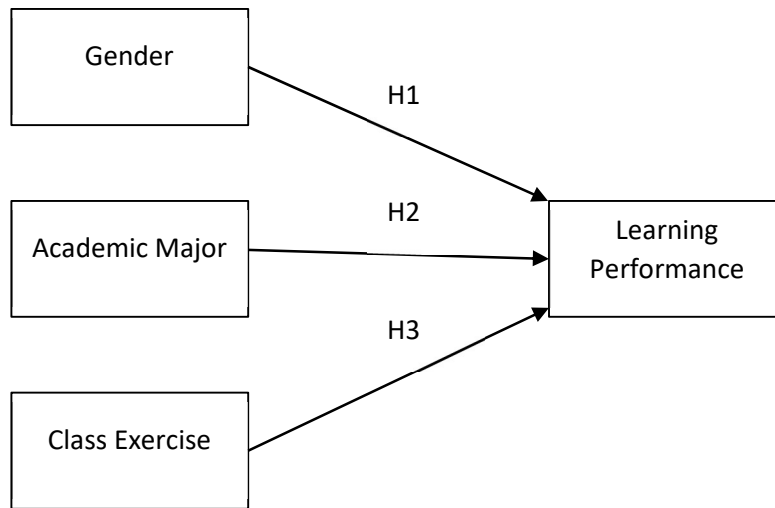 Gender
H1
Academic Major
H2
Learning
Performance
H3
Class Exercise